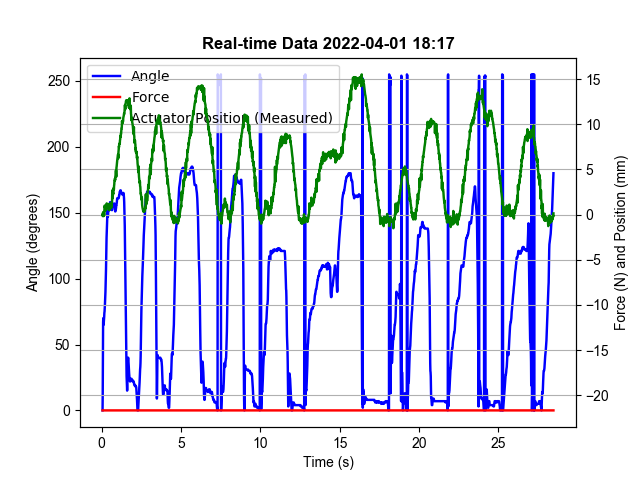 Real-time Data 2022-04-01 18:17
Angle
Force
Actuator Position (Measured)
250
200
150
100
50
0
Angle (degrees)
0
5
10
15
20
25
Time (s)
15
10
5
0
−5
−10
−15
−20
Force (N) and Position (mm)